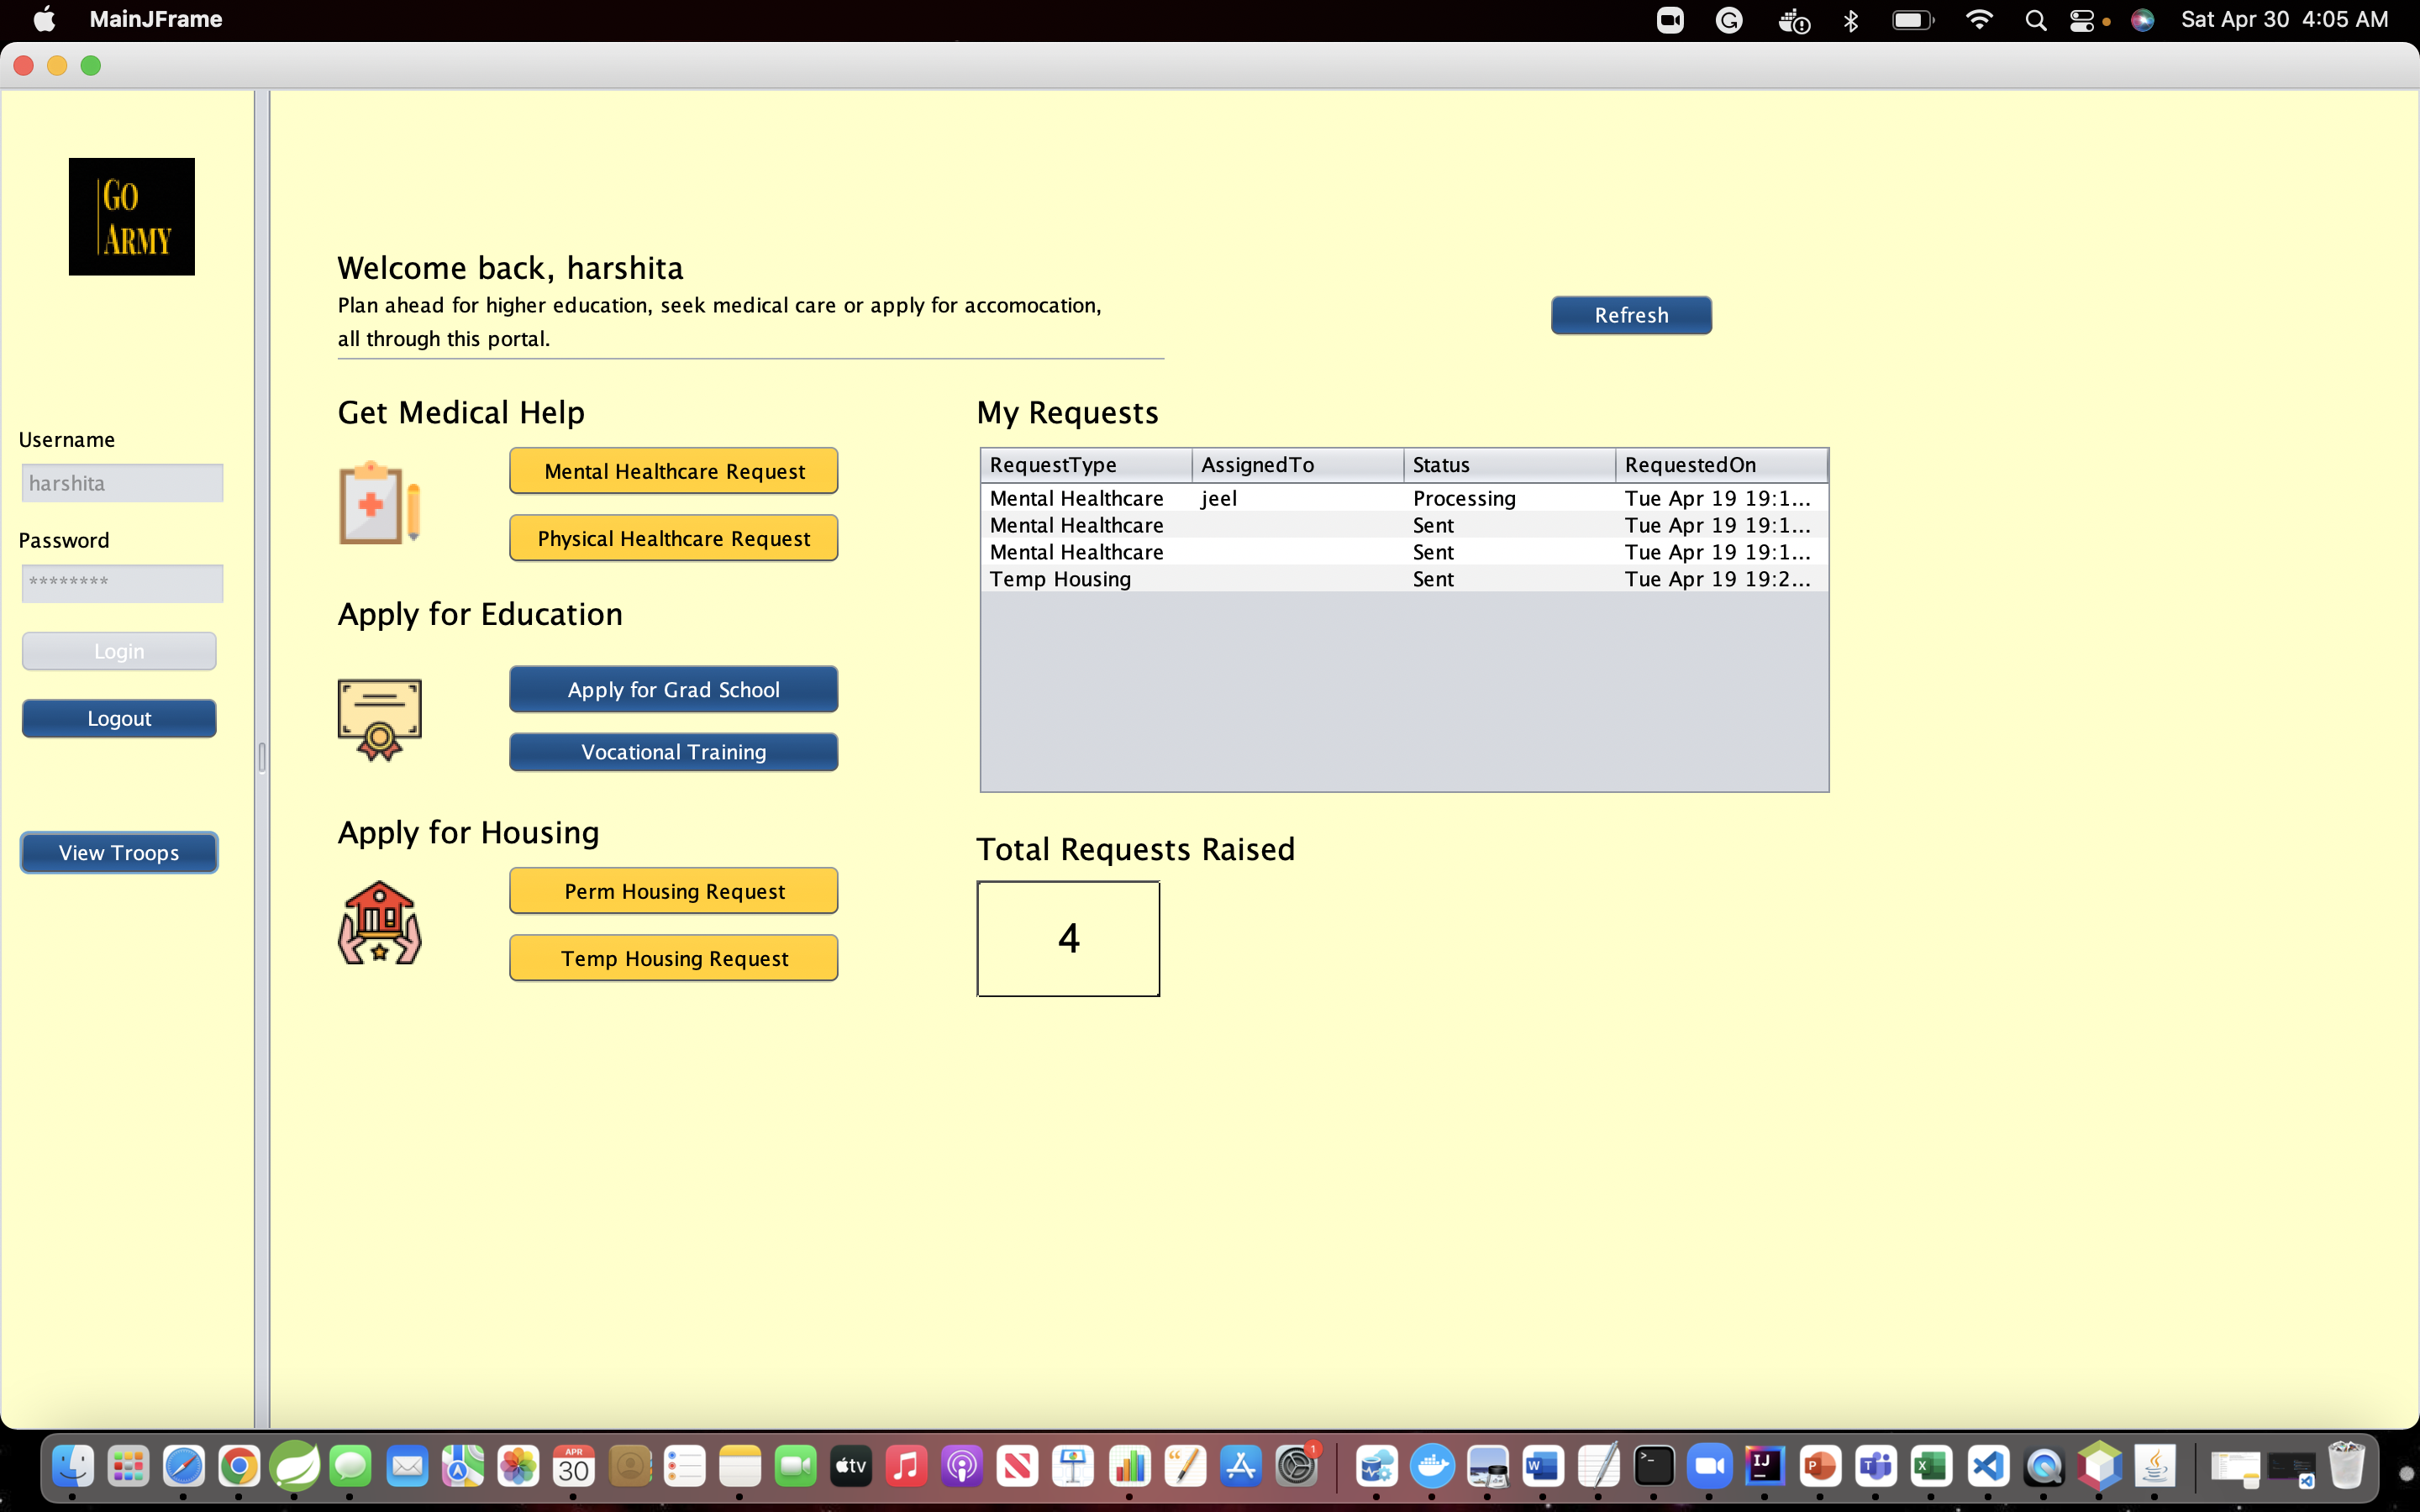 MainJFrame
Sat Apr 30 4:05 AM
GO
ARMY
Username
harshita
Password
********
Login
Logout
View Troops
Welcome back, harshita
Plan ahead for higher education, seek medical care or apply for accomocation,
all through this portal.
Refresh
Get Medical Help
Mental Healthcare Request
Physical Healthcare Request
Apply for Education
Apply for Grad School
Vocational Training
Apply for Housing
Perm Housing Request
Temp Housing Request
My Requests
RequestType AssignedTo Status RequestedOn
Mental Healthcare jeel Processing Tue Apr 19 19:1...
Mental Healthcare Sent Tue Apr 19 19:1...
Mental Healthcare Sent Tue Apr 19 19:1...
Temp Housing Sent Tue Apr 19 19:2...
Total Requests Raised
4
APR
30
tv
1
W
>_
IJ
P
T
X